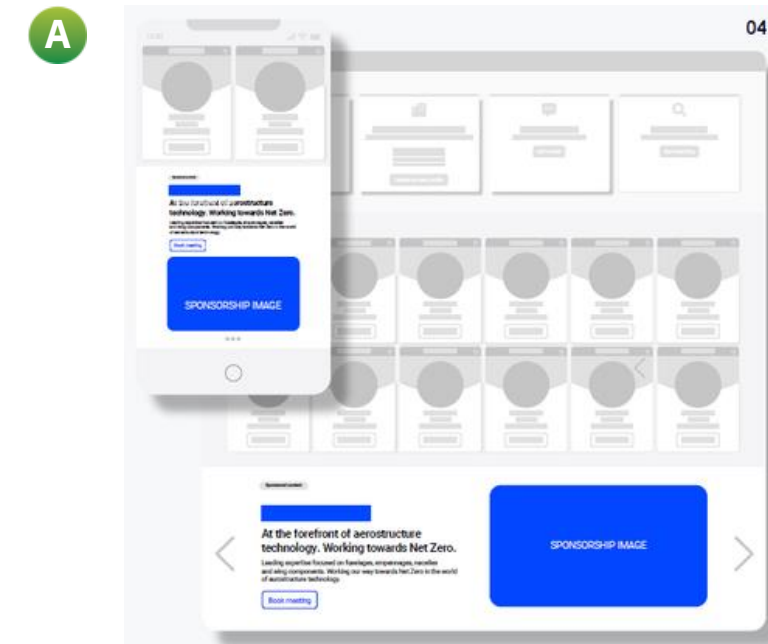 A
04
Sponsored content
At the forefront of aerostructure
technology. Working towards Net Zero.
Book meeting
SPONSORSHIP IMAGE
Sponsored content
At the forefront of aerostructure
technology. Working towards Net Zero.
Leading expertise focused on fuselages, empennages, nacelles
and wing components. Working our way towards Net Zero in the world
of aerostructure technology.
Book meeting
SPONSORSHIP IMAGE